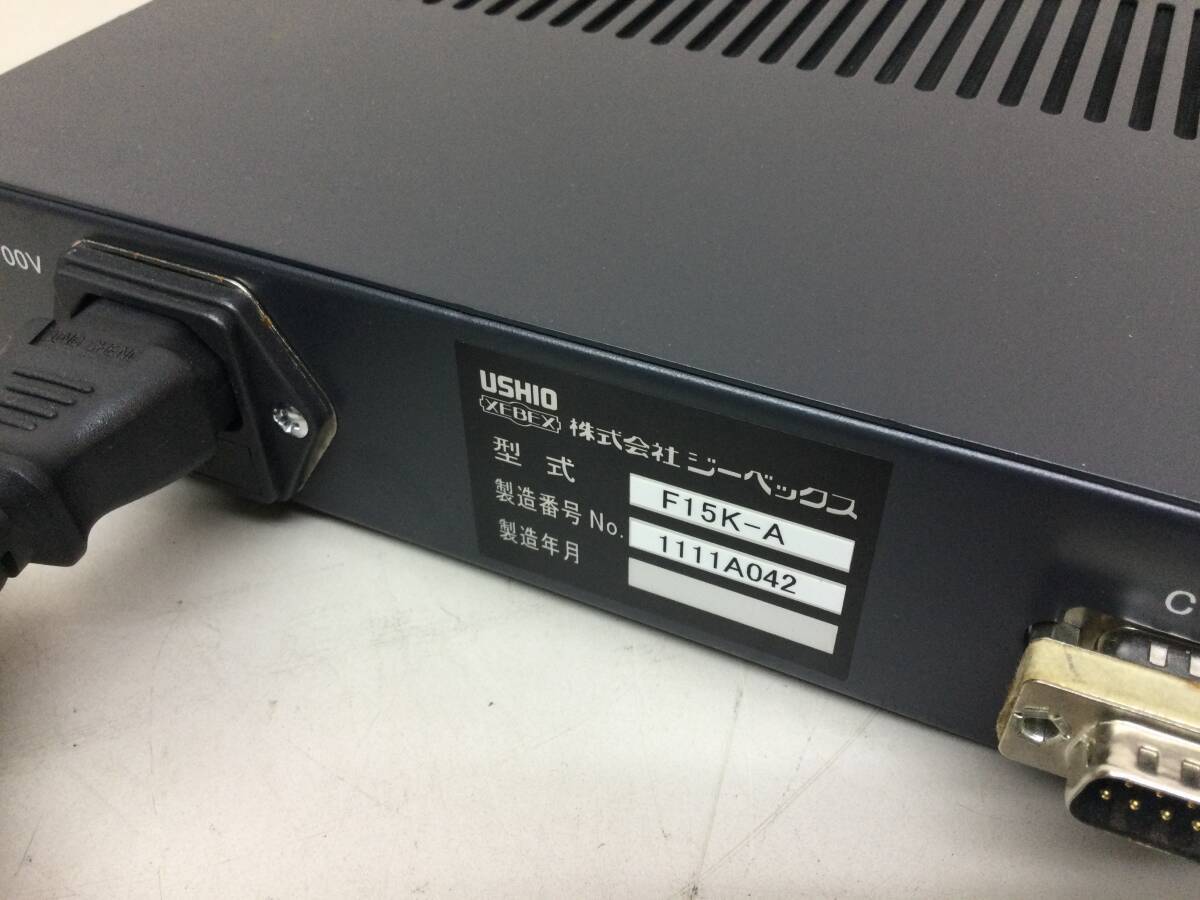 00V
USHIO
XEBEX 株式会社 ジーベックス
型式 F15K-A
製造番号 No. 1111A042
製造年月
C